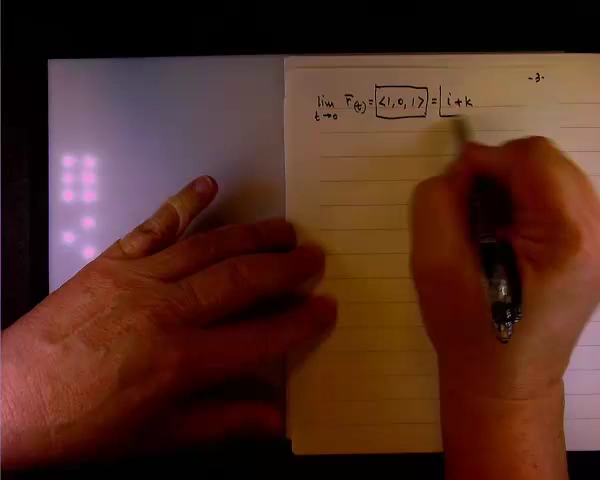 -3-
lim r̄(t) = <1, 0, 1> = i + k
t→0